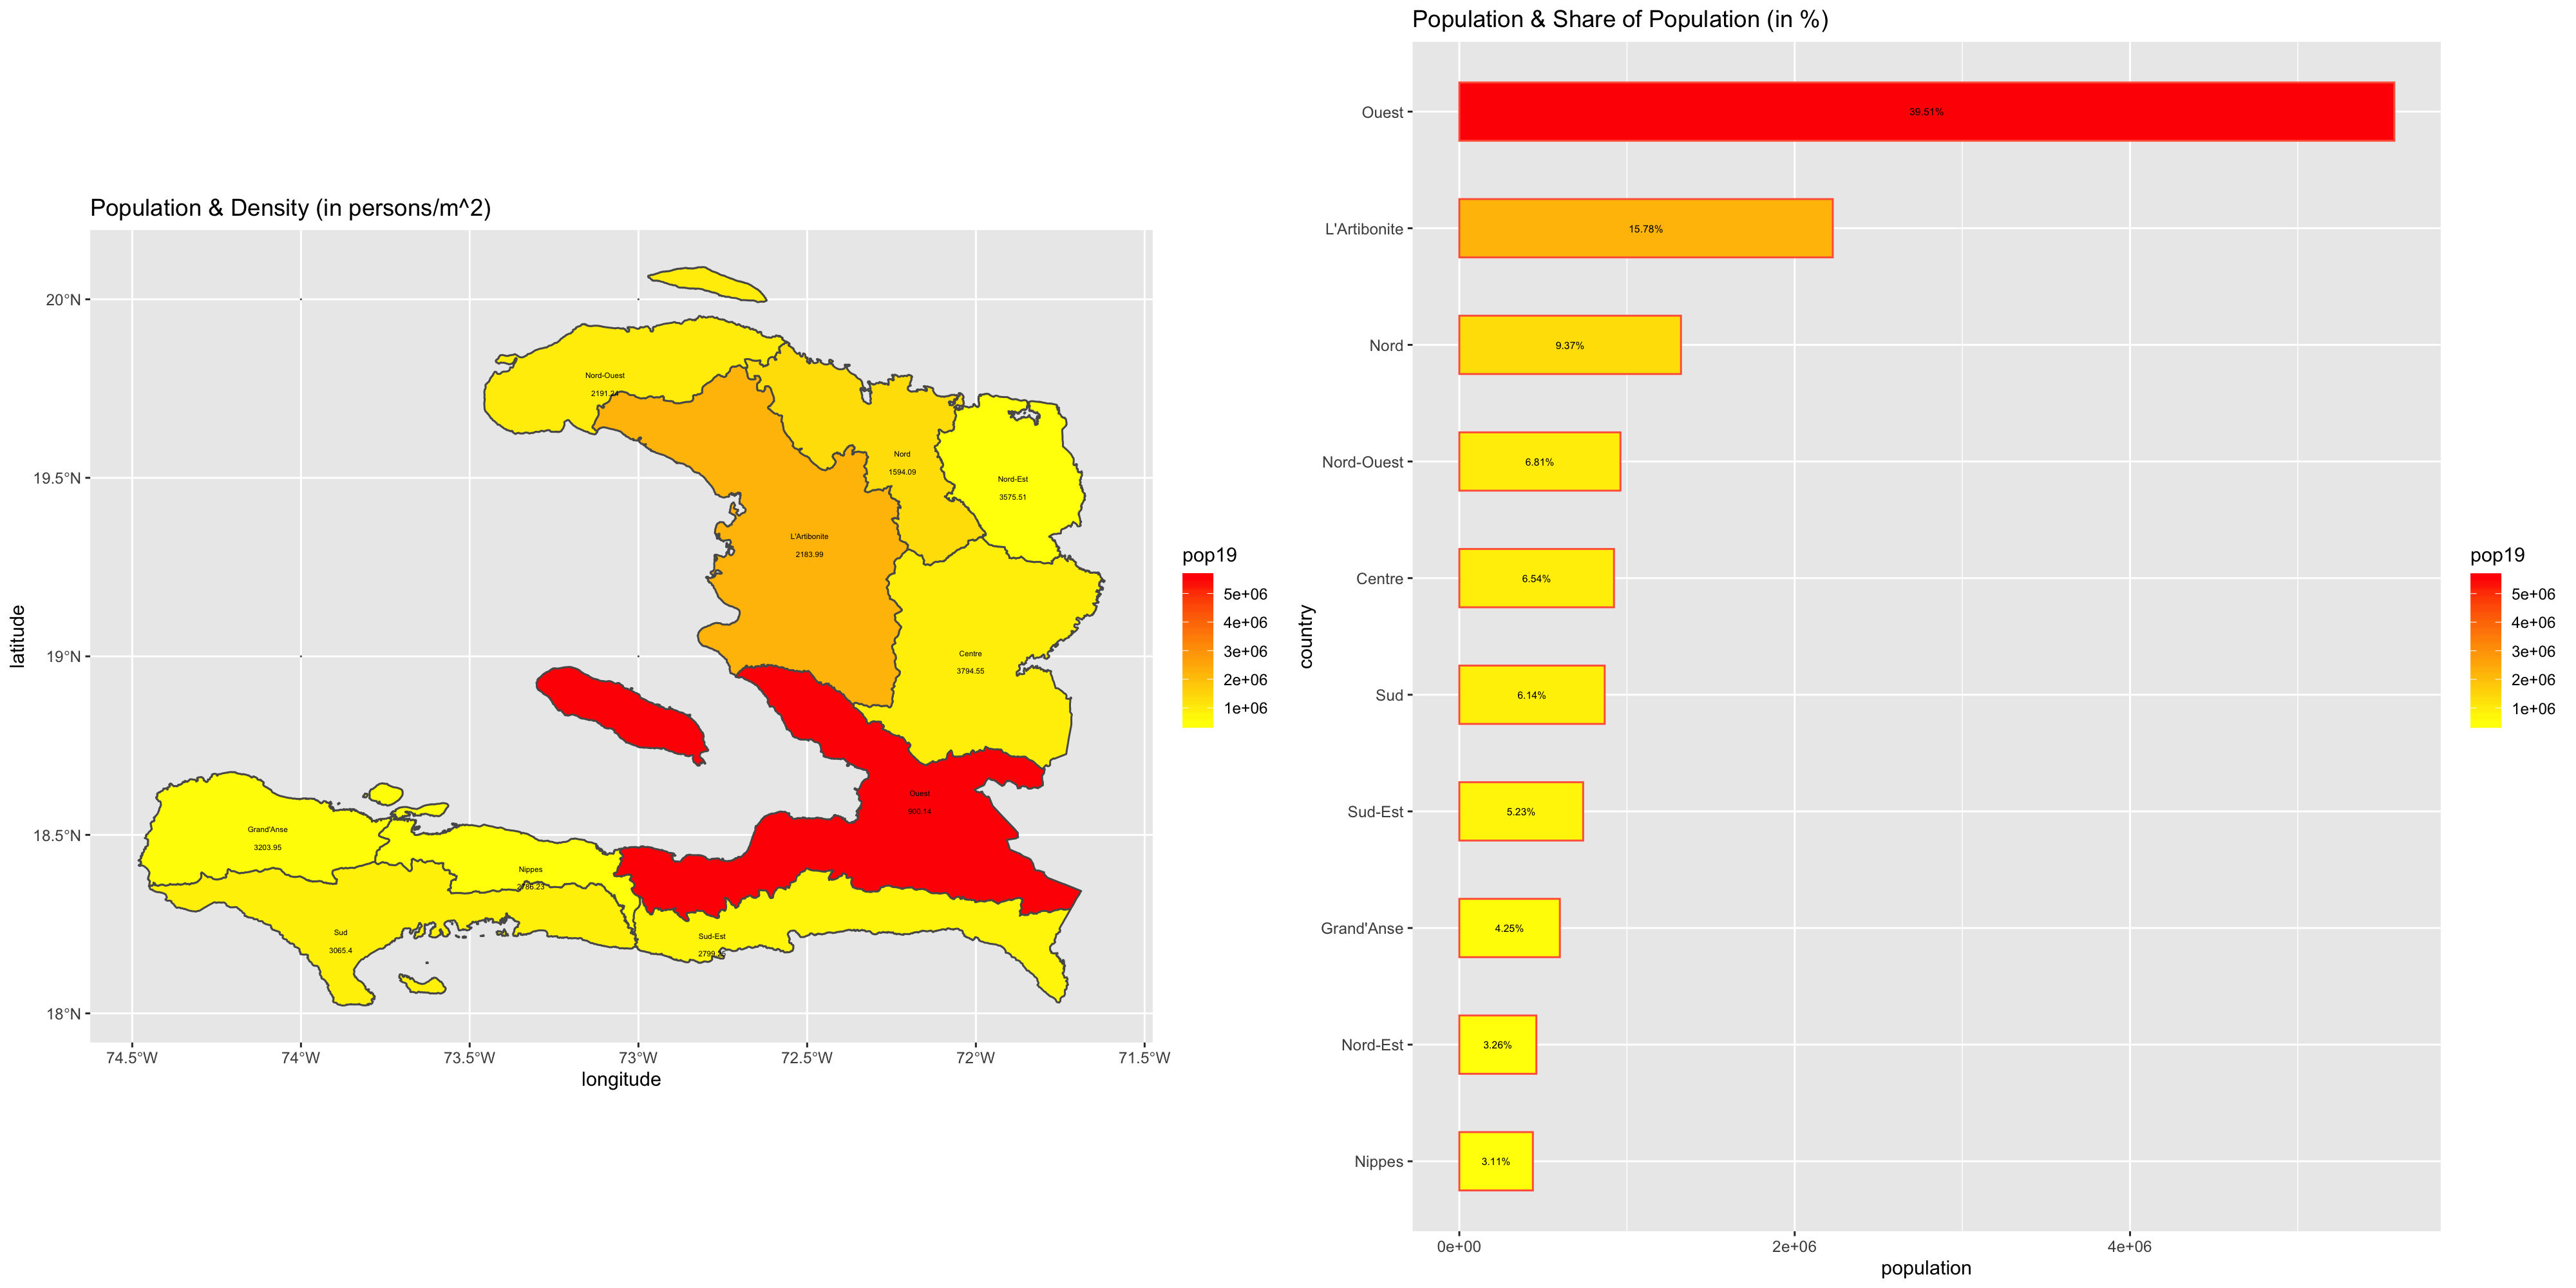 Population & Density (in persons/m^2)
latitude
20°N
19.5°N
19°N
18.5°N
18°N
74.5°W
74°W
73.5°W
73°W
72.5°W
72°W
71.5°W
longitude
Nord-Ouest
2191.24
Nord
1594.09
Nord-Est
3575.51
L'Artibonite
2183.99
Centre
3794.55
Ouest
900.14
Grand'Anse
3203.95
Nippes
2786.23
Sud
3065.4
Sud-Est
pop19
5e+06
4e+06
3e+06
2e+06
1e+06
Population & Share of Population (in %)
country
Ouest
39.51%
L'Artibonite
15.78%
Nord
9.37%
Nord-Ouest
6.81%
Centre
6.54%
Sud
6.14%
Sud-Est
5.23%
Grand'Anse
4.25%
Nord-Est
3.26%
Nippes
3.11%
0e+00
2e+06
4e+06
population
pop19
5e+06
4e+06
3e+06
2e+06
1e+06